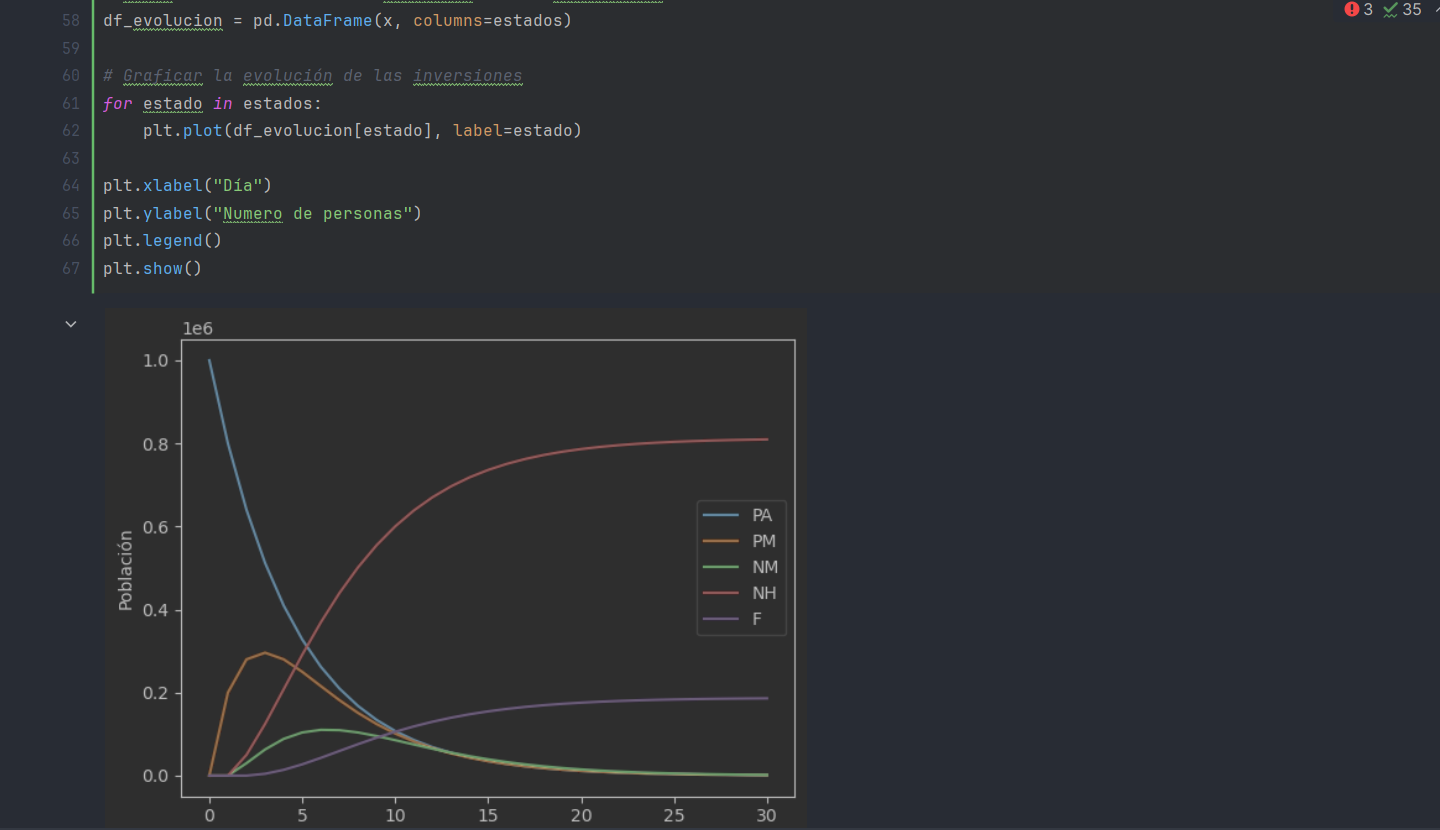 3 35
58 df_evolucion = pd.DataFrame(x, columns=estados)
59
60 # Graficar la evolución de las inversiones
61 for estado in estados:
62 plt.plot(df_evolucion[estado], label=estado)
63
64 plt.xlabel("Día")
65 plt.ylabel("Numero de personas")
66 plt.legend()
67 plt.show()
1e6
1.0
0.8
0.6
0.4
0.2
0.0
Población
PA
PM
NM
NH
F
0 5 10 15 20 25 30